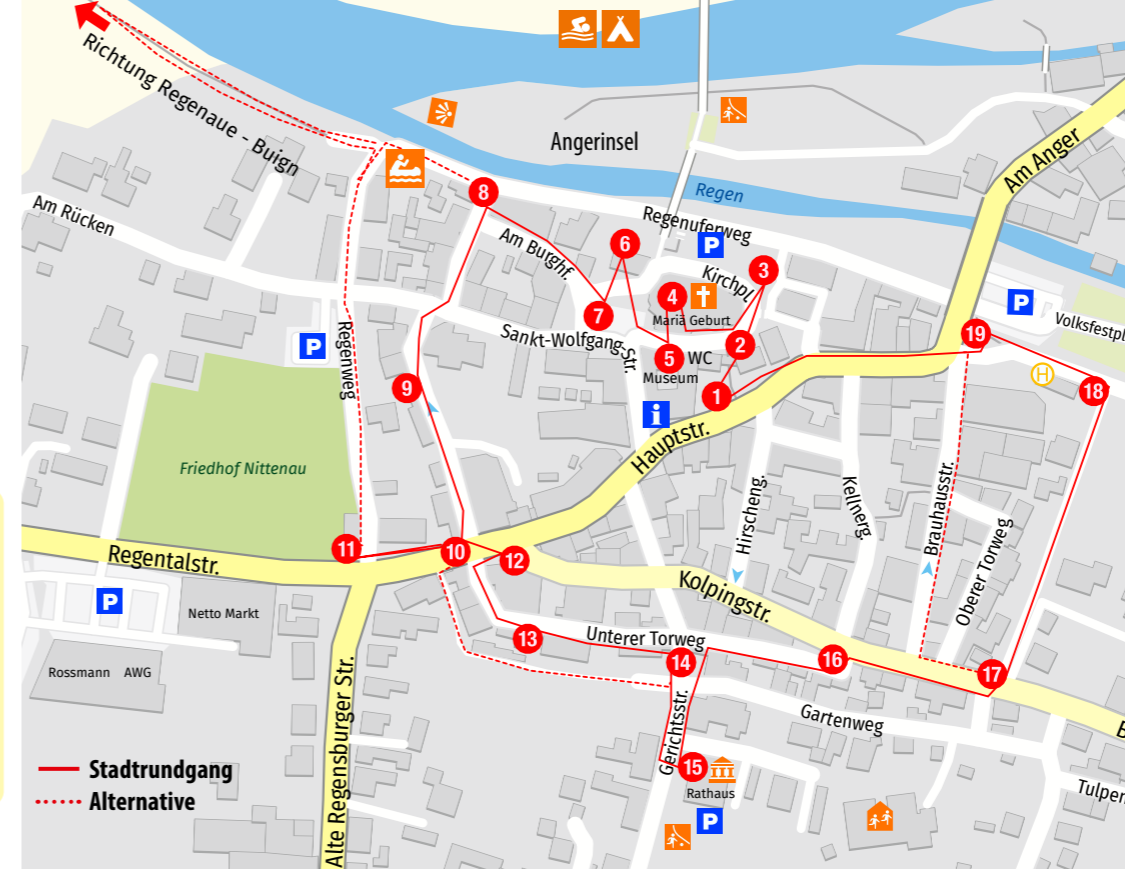 Richtung Regenaue - Buign
Angerinsel
Am Anger
Regen
8
Am Rücken
Regenuferweg
6
P
Am Burghf.
Kirchpl
3
4
P
7
Maria Geburt
Volksfestpl
Sankt-Wolfgang-Str.
19
2
P
Regenweg
5
WC
Museum
H
9
1
18
i
Hauptstr.
Friedhof Nittenau
Hirscheng.
Kellnerg.
Brauhausstr.
Oberer Torweg
11
10
12
Regentalstr.
Kolpingstr.
P
Netto Markt
13
Unterer Torweg
14
16
17
Rossmann
AWG
Gartenweg
B
Alte Regensburger Str.
Gerichtsstr.
15
Rathaus
Tulpen
P
Stadtrundgang
Alternative